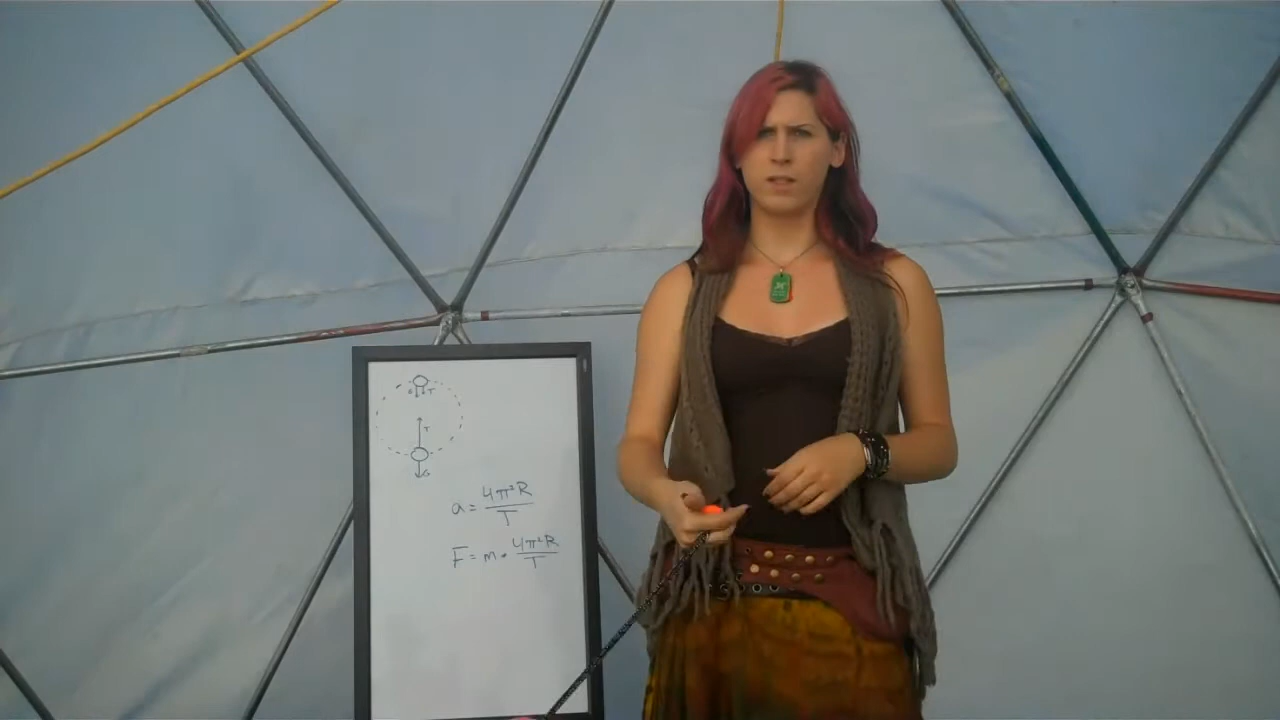 G T
T
G
a = 4π²R / T
F = m • 4π²R / T